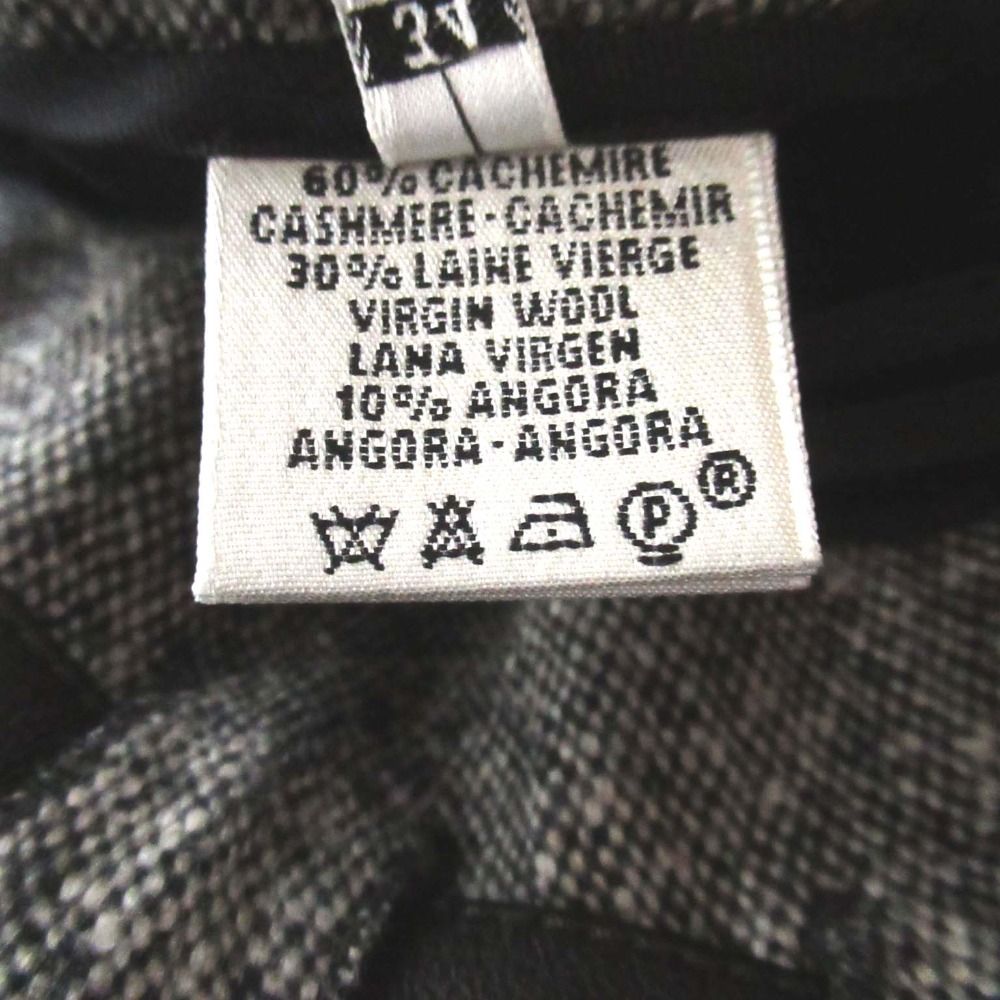 60% CACHEMIRE
CASHMERE-CACHEMIR
30% LAINE VIERGE
VIRGIN WOOL
LANA VIRGEN
10% ANGORA
ANGORA-ANGORA
P ®